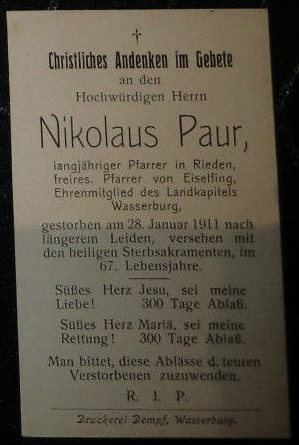 †
Christliches Andenken im Gebete
an den
Hochwürdigen Herrn
Nikolaus Paur,
langjähriger Pfarrer in Rieden,
freires. Pfarrer von Eiselfing,
Ehrenmitglied des Landkapitels
Wasserburg,
gestorben am 28. Januar 1911 nach
längerem Leiden, versehen mit
den heiligen Sterbsakramenten, im
67. Lebensjahre.
Süßes Herz Jesu, sei meine
Liebe! 300 Tage Ablaß.
Süßes Herz Mariä, sei meine
Rettung! 300 Tage Ablaß.
Man bittet, diese Ablässe d. teuren
Verstorbenen zuzuwenden.
R. I. P.
Druckerei Dempf, Wasserburg.